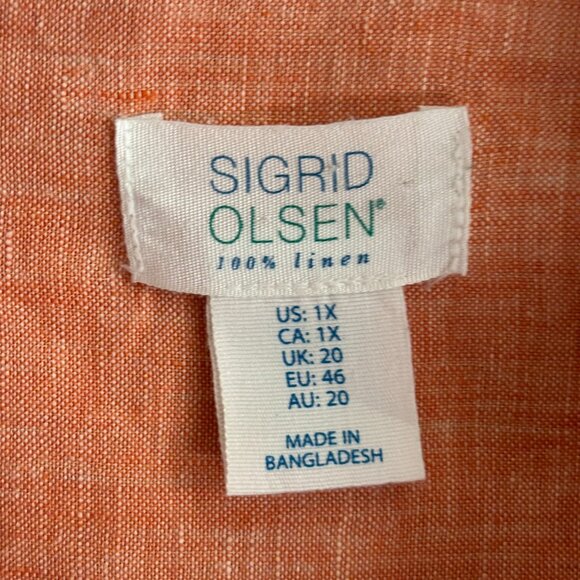 SIGRID
OLSEN®
100% linen
US: 1X
CA: 1X
UK: 20
EU: 46
AU: 20
MADE IN
BANGLADESH